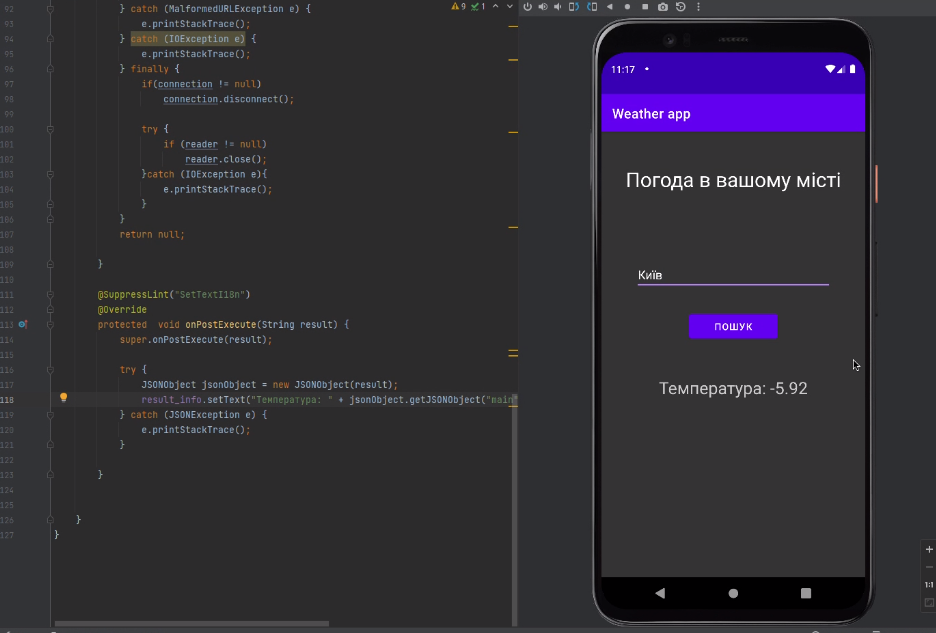 92 } catch (MalformedURLException e) {
93 e.printStackTrace();
94 } catch (IOException e) {
95 e.printStackTrace();
96 } finally {
97 if(connection != null)
98 connection.disconnect();
99
100 try {
101 if (reader != null)
102 reader.close();
103 }catch (IOException e){
104 e.printStackTrace();
105 }
106 }
107 return null;
108
109 }
110
111 @SuppressLint("SetTextI18n")
112 @Override
113 protected void onPostExecute(String result) {
114 super.onPostExecute(result);
115
116 try {
117 JSONObject jsonObject = new JSONObject(result);
118 result_info.setText("Температура: " + jsonObject.getJSONObject("main"
119 } catch (JSONException e) {
120 e.printStackTrace();
121 }
122
123 }
124
125
126 }
127 }
9 1
11:17
Weather app
Погода в вашому місті
Київ
ПОШУК
Температура: -5.92
1:1